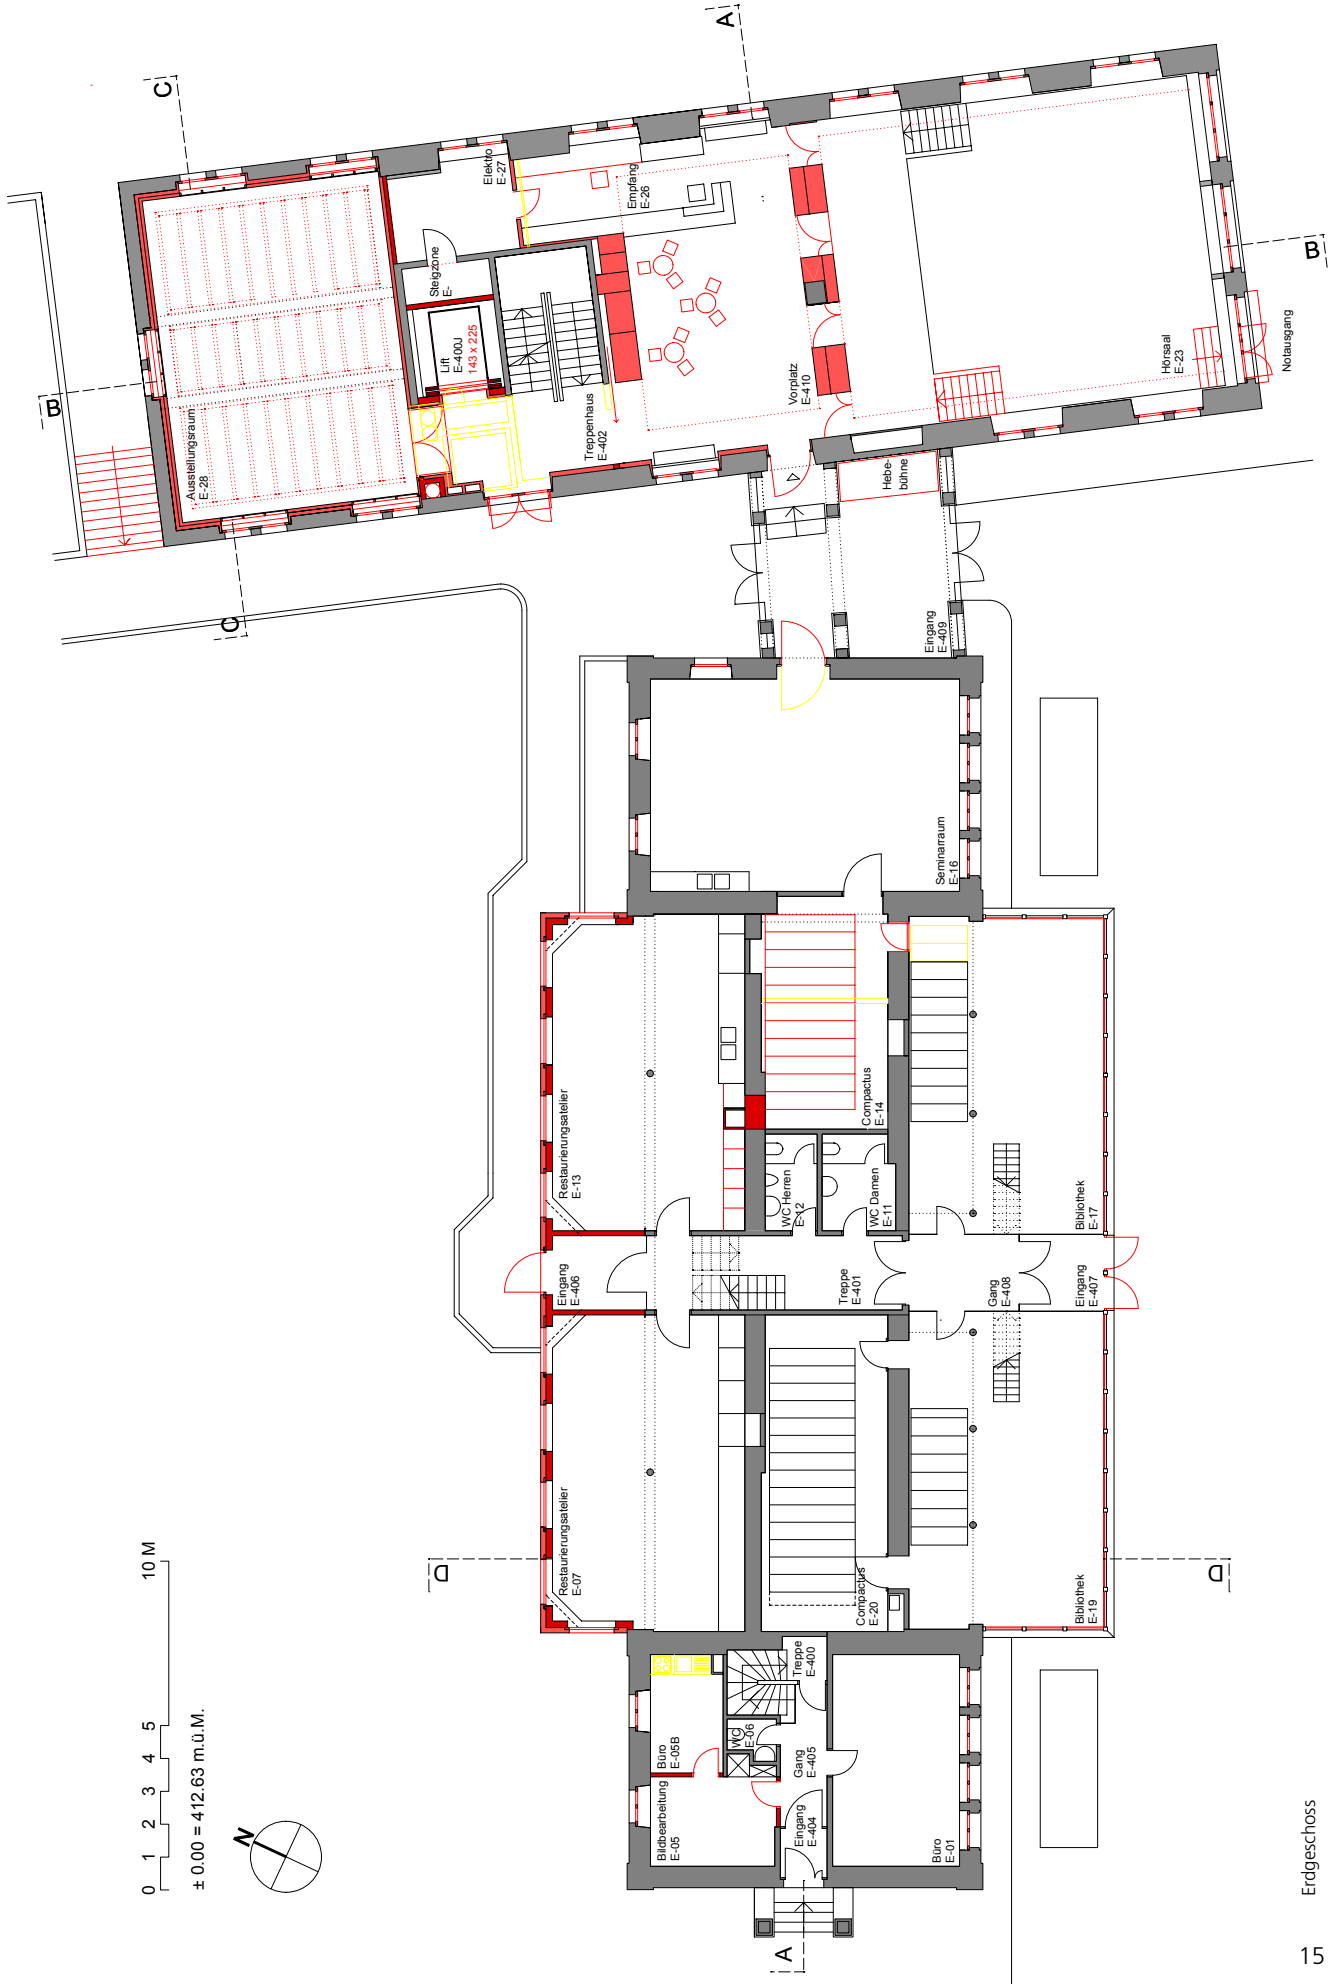 A
C
Elektro
E-27
Steigzone
E-
Empfang
E-26
Lift
E-400J
143 x 225
B
Ausstellungsraum
E-28
Treppenhaus
E-402
Vorplatz
E-410
Hörsaal
E-23
B
Notausgang
Hebe-
bühne
C
Eingang
E-409
Seminarraum
E-16
Restaurierungsatelier
E-13
Compactus
E-14
WC Herren
E-12
WC Damen
E-11
Bibliothek
E-17
Eingang
E-406
Treppe
E-401
Gang
E-408
Eingang
E-407
Restaurierungsatelier
E-07
Compactus
E-20
Bibliothek
E-19
D
D
Büro
E-05B
WC
E-06
Treppe
E-400
Bildbearbeitung
E-05
Gang
E-405
Eingang
E-404
Büro
E-01
A
0 1 2 3 4 5 10 M
± 0.00 = 412.63 m.ü.M.
N
Erdgeschoss
15